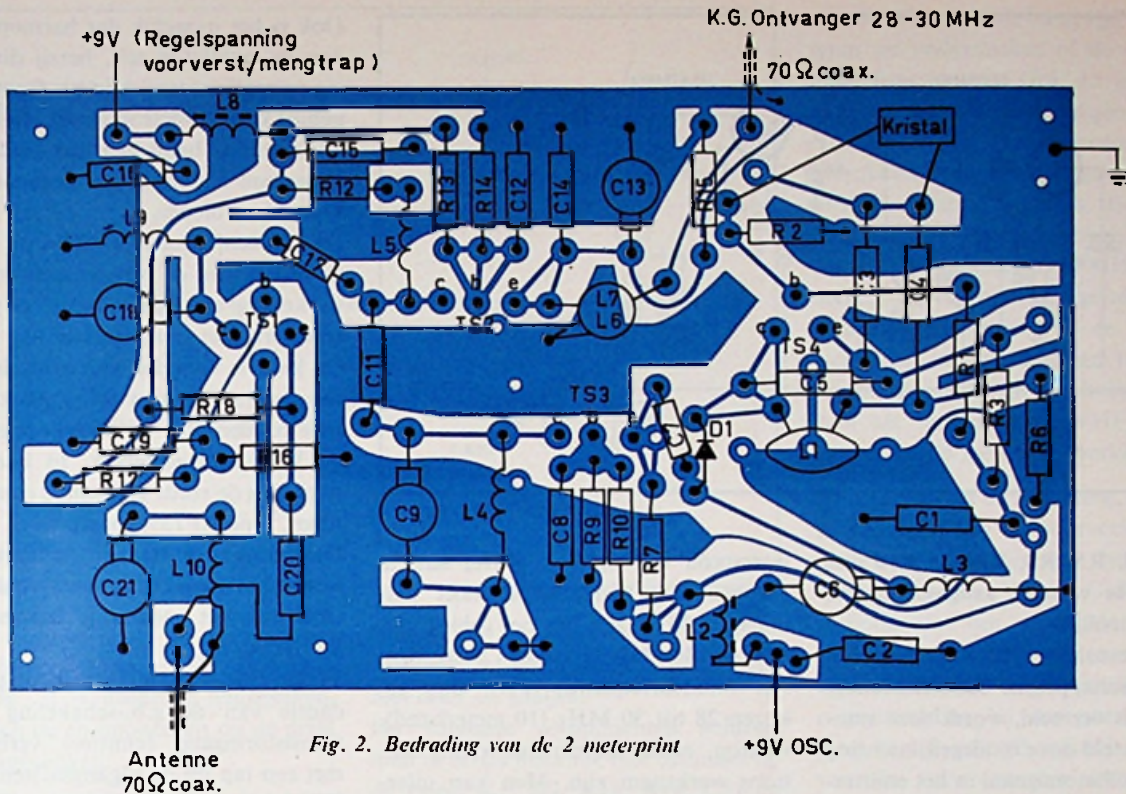 K.G. Ontvanger 28-30 MHz
+9V (Regelspanning
voorverst./mengtrap)
70Ω coax.
L8
C16
C15
R12
R13
R14
C12
C14
C13
R15
Kristal
L9
L5
C17
R2
C3
C4
C18
b
c
e
TS1
c
b
e
TS2
L7
L6
b
c
e
TS4
C11
R18
C19
R17
R16
TS3
D1
C5
L1
R1
R3
R6
C9
L4
C8
R9
R10
R7
C1
L3
C6
L2
C2
C21
L10
C20
Fig. 2. Bedrading van de 2 meterprint
+9V OSC.
Antenne
70Ω coax.